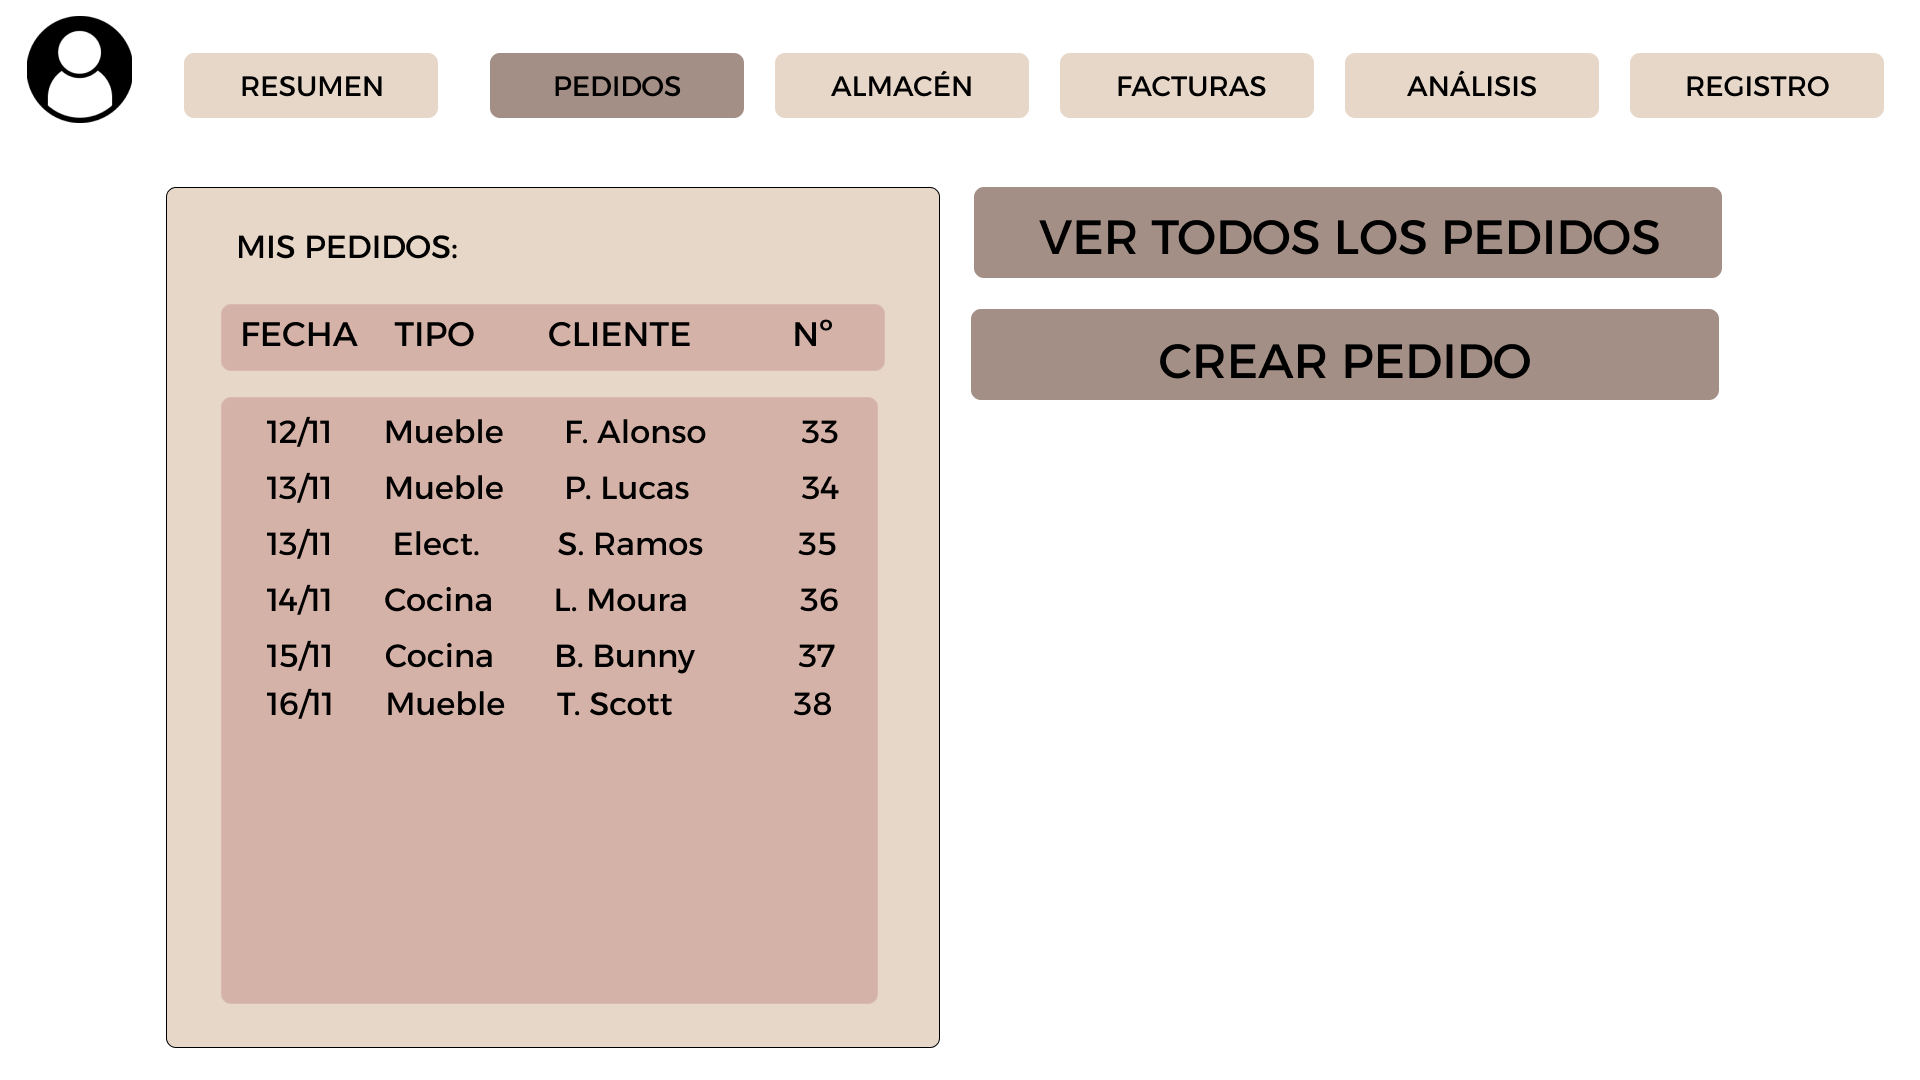 RESUMEN PEDIDOS ALMACÉN FACTURAS ANÁLISIS REGISTRO
MIS PEDIDOS:
FECHA TIPO CLIENTE Nº
12/11 Mueble F. Alonso 33
13/11 Mueble P. Lucas 34
13/11 Elect. S. Ramos 35
14/11 Cocina L. Moura 36
15/11 Cocina B. Bunny 37
16/11 Mueble T. Scott 38
VER TODOS LOS PEDIDOS
CREAR PEDIDO